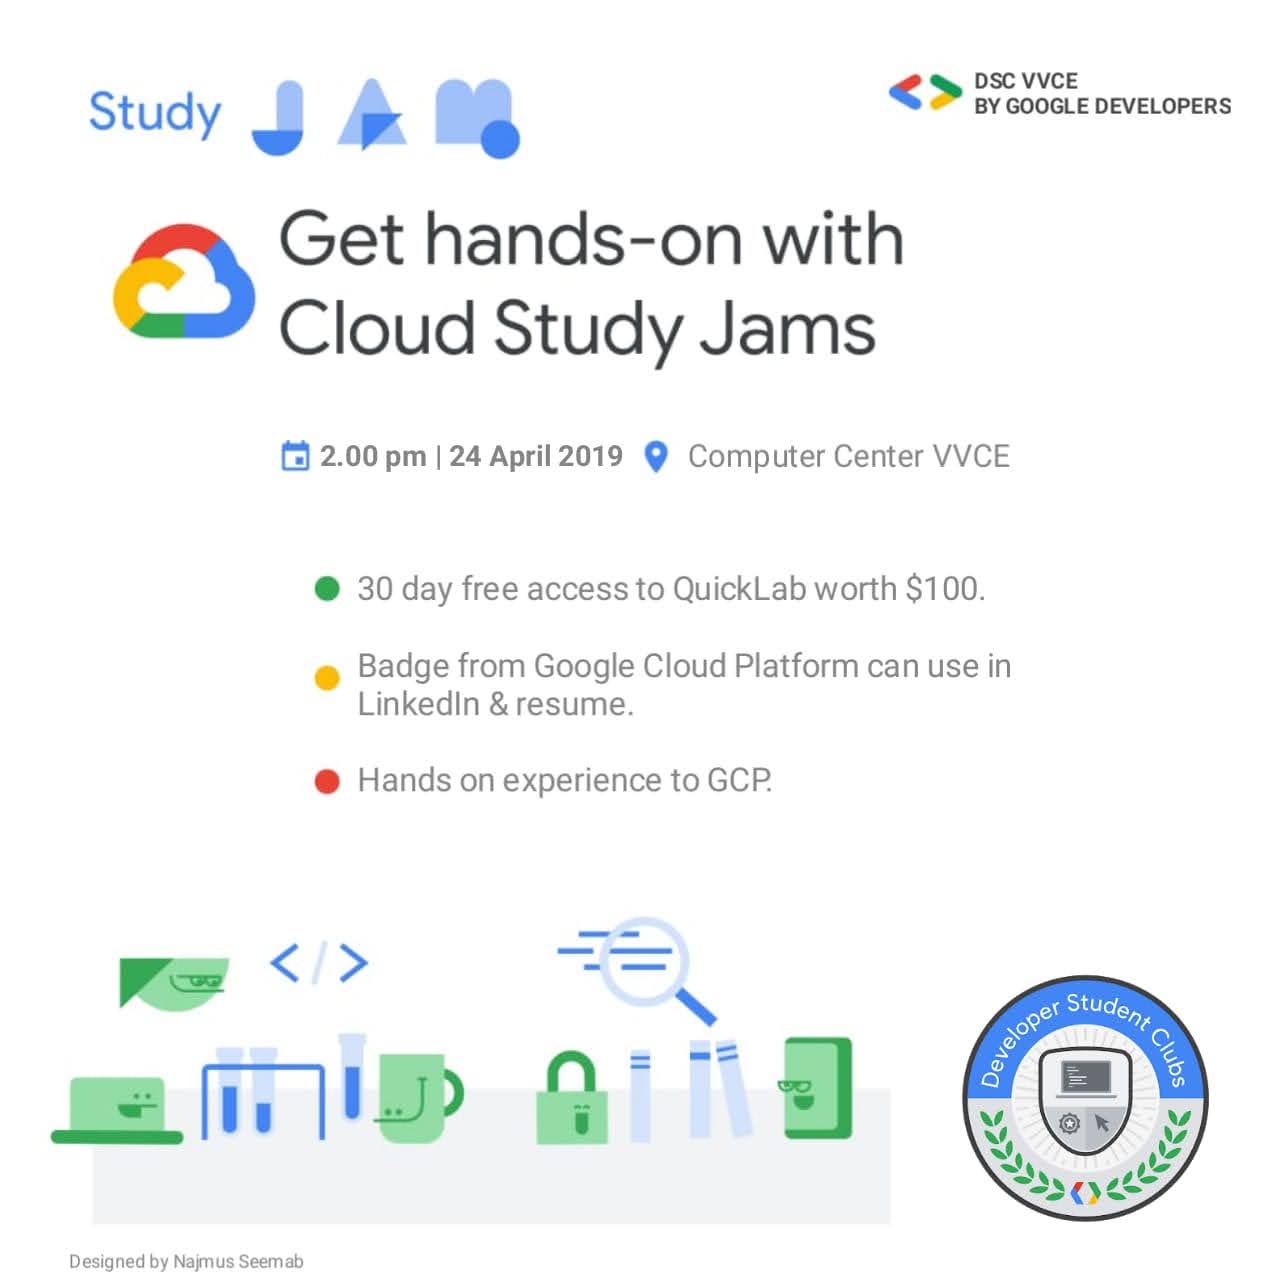 Study JAM
DSC VVCE
BY GOOGLE DEVELOPERS
Get hands-on with
Cloud Study Jams
2.00 pm | 24 April 2019
Computer Center VVCE
30 day free access to QuickLab worth $100.
Badge from Google Cloud Platform can use in
LinkedIn & resume.
Hands on experience to GCP.
</>
Developer Student Clubs
Designed by Najmus Seemab